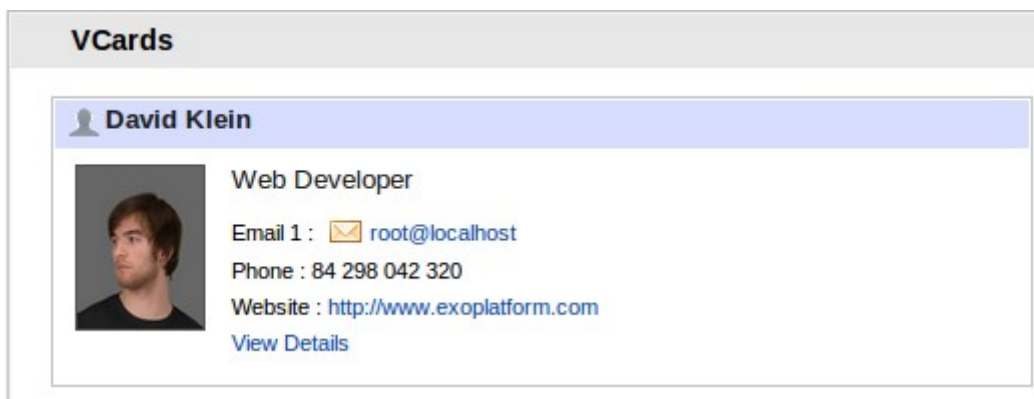 VCards
David Klein
Web Developer
Email 1 : root@localhost
Phone : 84 298 042 320
Website : http://www.exoplatform.com
View Details